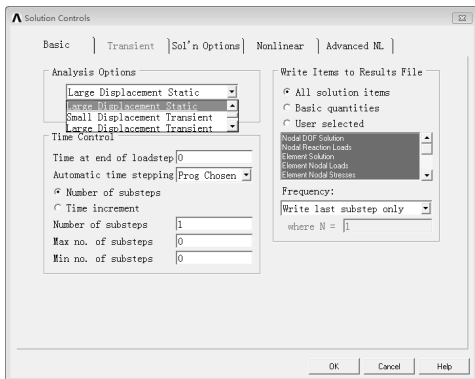 Solution Controls
Basic Transient Sol'n Options Nonlinear Advanced NL
Analysis Options
Large Displacement Static
Large Displacement Static
Small Displacement Transient
Large Displacement Transient
Time Control
Time at end of loadstep 0
Automatic time stepping Prog Chosen
Number of substeps
Time increment
Number of substeps 1
Max no. of substeps 0
Min no. of substeps 0
Write Items to Results File
All solution items
Basic quantities
User selected
Nodal DOF Solution
Nodal Reaction Loads
Element Solution
Element Nodal Loads
Element Nodal Stresses
Frequency:
Write last substep only
where N = 1
OK Cancel Help